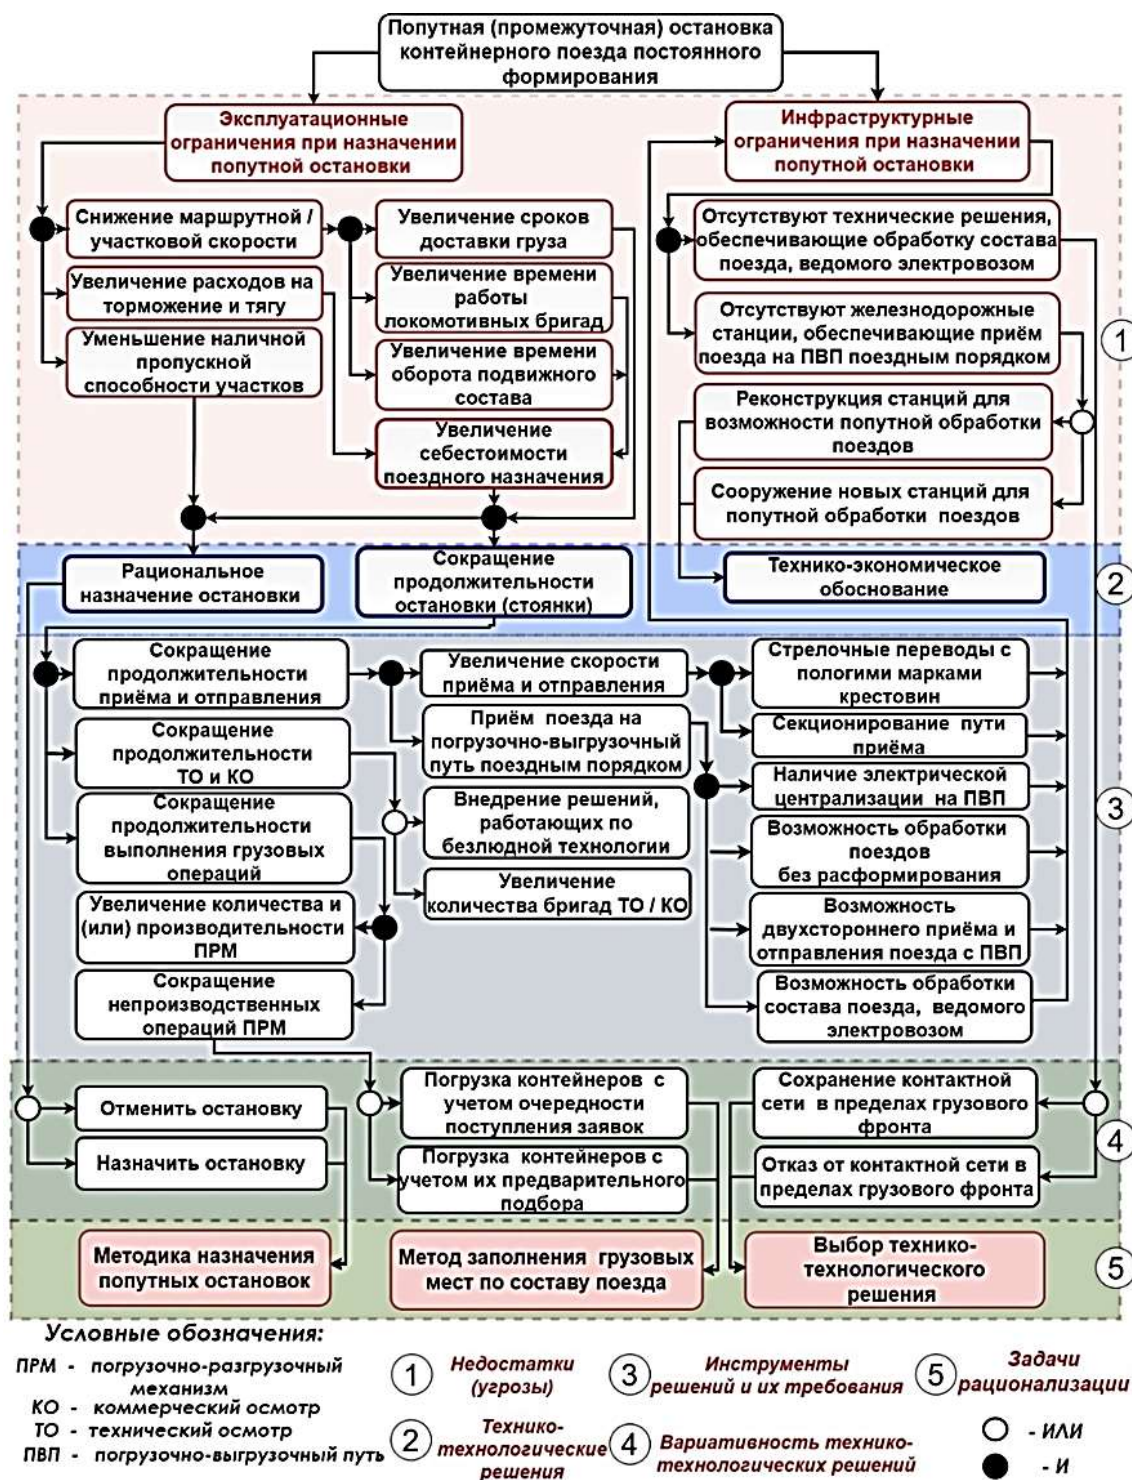 Попутная (промежуточная) остановка
контейнерного поезда постоянного
формирования
Эксплуатационные
ограничения при назначении
попутной остановки
Инфраструктурные
ограничения при назначении
попутной остановки
Снижение маршрутной /
участковой скорости
Увеличение расходов на
торможение и тягу
Уменьшение наличной
пропускной
способности участков
Увеличение сроков
доставки груза
Увеличение времени
работы
локомотивных бригад
Увеличение времени
оборота подвижного
состава
Увеличение
себестоимости
поездного назначения
Отсутствуют технические решения,
обеспечивающие обработку состава
поезда, ведомого электровозом
Отсутствуют железнодорожные
станции, обеспечивающие приём
поезда на ПВП поездным порядком
Реконструкция станций для
возможности попутной обработки
поездов
Сооружение новых станций для
попутной обработки поездов
1
Рациональное
назначение остановки
Сокращение
продолжительности
остановки (стоянки)
Технико-экономическое
обоснование
2
Сокращение
продолжительности
приёма и отправления
Сокращение
продолжительности
ТО и КО
Сокращение
продолжительности
выполнения грузовых
операций
Увеличение количества и
(или) производительности
ПРМ
Сокращение
непроизводственных
операций ПРМ
Увеличение скорости
приёма и отправления
Приём поезда на
погрузочно-выгрузочный
путь поездным порядком
Внедрение решений,
работающих по
безлюдной технологии
Увеличение
количества бригад ТО / КО
Стрелочные переводы с
пологими марками
крестовин
Секционирование пути
приёма
Наличие электрической
централизации на ПВП
Возможность обработки
поездов
без расформирования
Возможность
двухстороннего приёма и
отправления поезда с ПВП
Возможность обработки
состава поезда, ведомого
электровозом
3
Отменить остановку
Назначить остановку
Погрузка контейнеров с
учетом очередности
поступления заявок
Погрузка контейнеров с
учетом их предварительного
подбора
Сохранение контактной
сети в пределах грузового
фронта
Отказ от контактной сети в
пределах грузового фронта
4
Методика назначения
попутных остановок
Метод заполнения грузовых
мест по составу поезда
Выбор технико-
технологического
решения
5
Условные обозначения:
ПРМ - погрузочно-разгрузочный
механизм
КО - коммерческий осмотр
ТО - технический осмотр
ПВП - погрузочно-выгрузочный путь
1 Недостатки
(угрозы)
2 Технико-
технологические
решения
3 Инструменты
решений и их требования
4 Вариативность технико-
технологических решений
5 Задачи
рационализации
- ИЛИ
- И